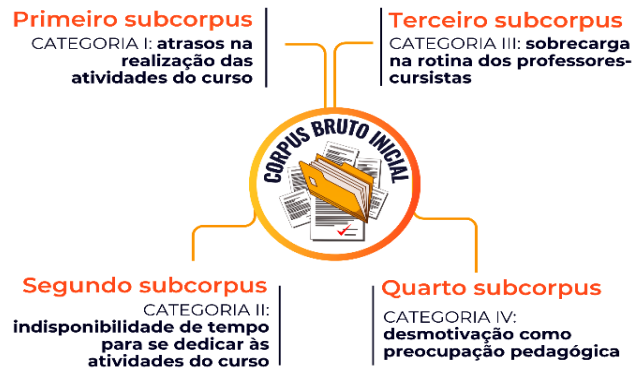 Primeiro subcorpus
CATEGORIA I: atrasos na
realização das
atividades do curso
Terceiro subcorpus
CATEGORIA III: sobrecarga
na rotina dos professores-
cursistas
CORPUS BRUTO INICIAL
Segundo subcorpus
CATEGORIA II:
indisponibilidade de tempo
para se dedicar às
atividades do curso
Quarto subcorpus
CATEGORIA IV:
desmotivação como
preocupação pedagógica